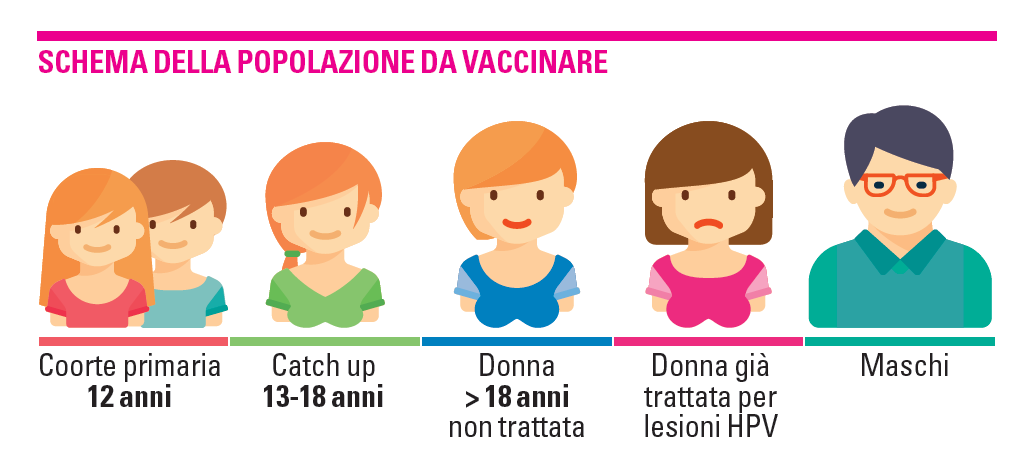 SCHEMA DELLA POPOLAZIONE DA VACCINARE
Coorte primaria
12 anni
Catch up
13-18 anni
Donna
> 18 anni
non trattata
Donna già
trattata per
lesioni HPV
Maschi